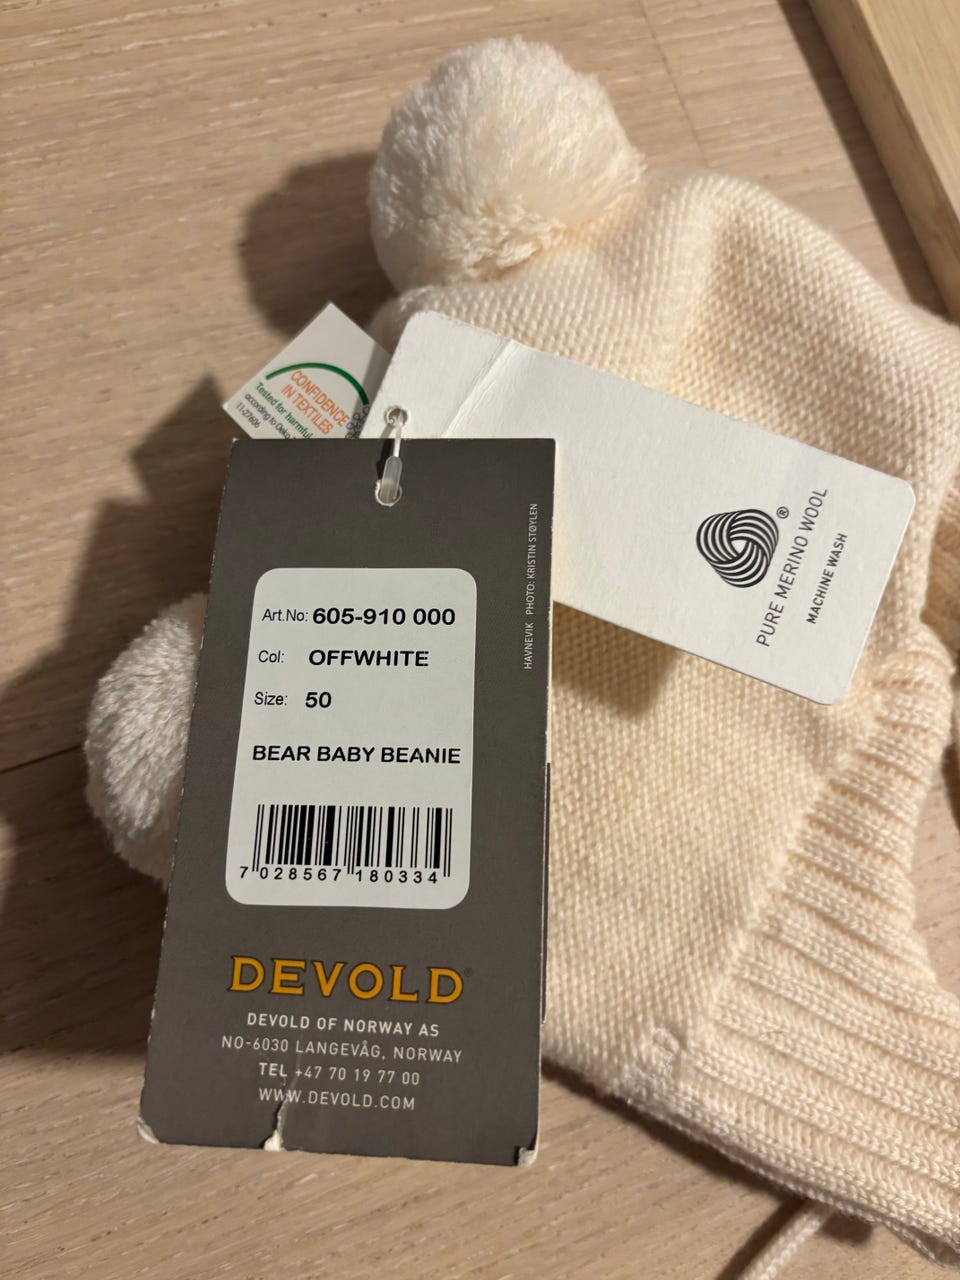 CONFIDENCE
IN TEXTILES
Tested for harmful
according to Oeko
11-27606
®
PURE MERINO WOOL
MACHINE WASH
HAVNEVIK PHOTO: KRISTIN STØYLEN
Art.No: 605-910 000
Col: OFFWHITE
Size: 50
BEAR BABY BEANIE
7 028567 180334
DEVOLD®
DEVOLD OF NORWAY AS
NO-6030 LANGEVÅG, NORWAY
TEL +47 70 19 77 00
WWW.DEVOLD.COM